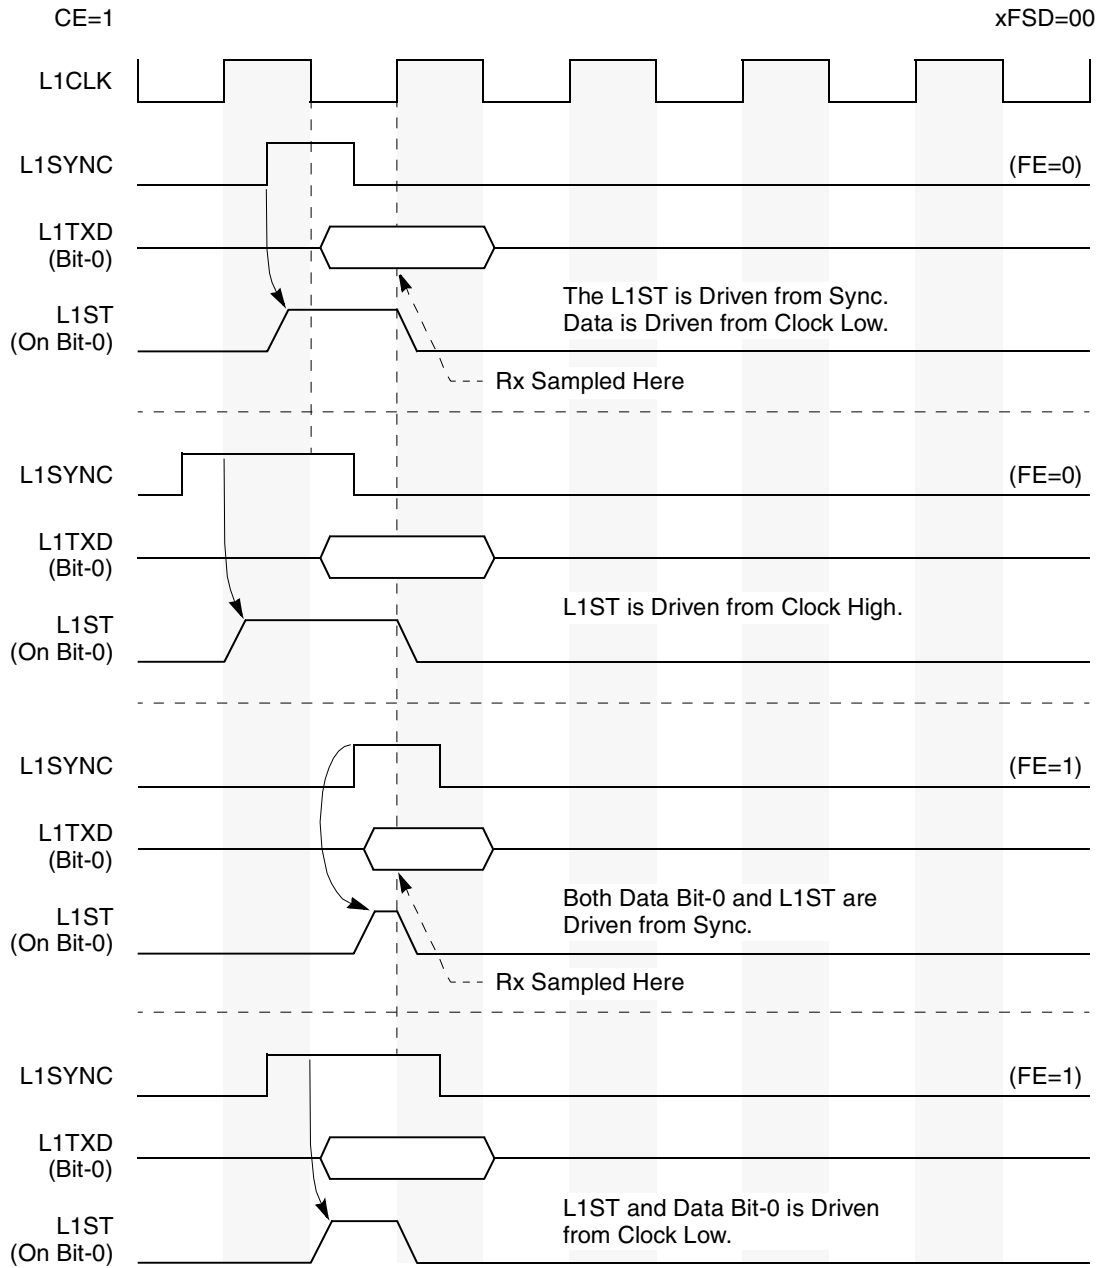 CE=1 xFSD=00
L1CLK
L1SYNC (FE=0)
L1TXD
(Bit-0)
The L1ST is Driven from Sync.
Data is Driven from Clock Low.
L1ST
(On Bit-0)
Rx Sampled Here
L1SYNC (FE=0)
L1TXD
(Bit-0)
L1ST is Driven from Clock High.
L1ST
(On Bit-0)
L1SYNC (FE=1)
L1TXD
(Bit-0)
Both Data Bit-0 and L1ST are
Driven from Sync.
L1ST
(On Bit-0)
Rx Sampled Here
L1SYNC (FE=1)
L1TXD
(Bit-0)
L1ST and Data Bit-0 is Driven
from Clock Low.
L1ST
(On Bit-0)